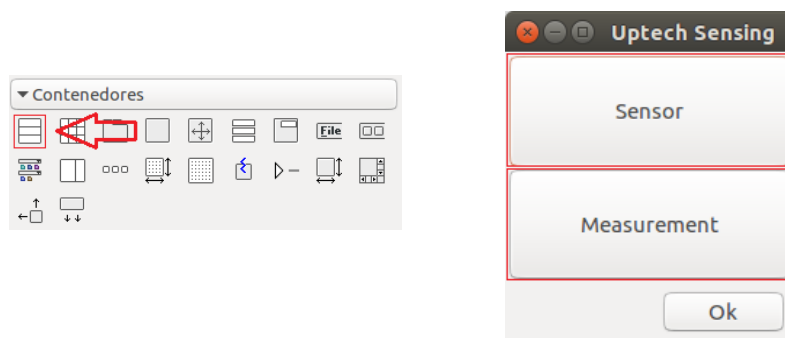 Contenedores
File
Uptech Sensing
Sensor
Measurement
Ok